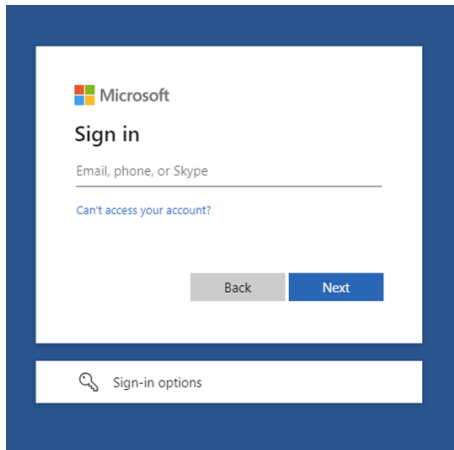 Microsoft
Sign in
Email, phone, or Skype
Can't access your account?
Back Next
Sign-in options